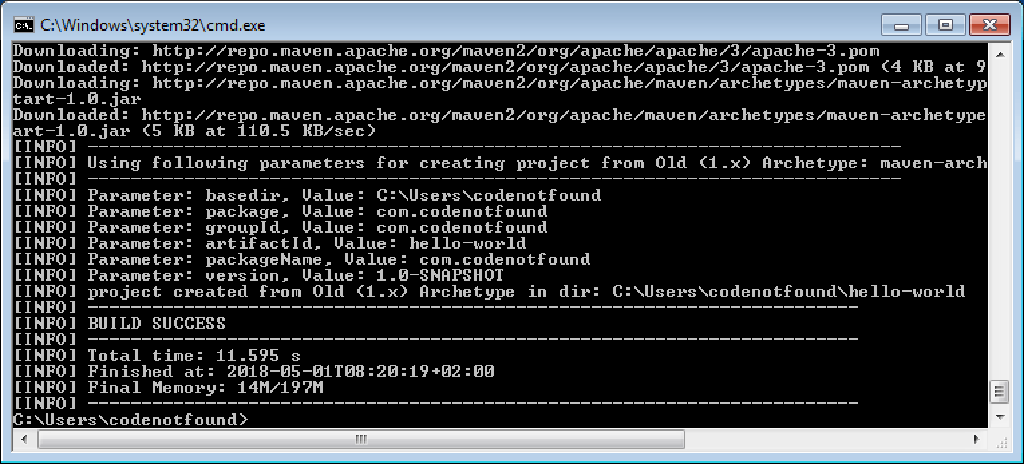 C:\Windows\system32\cmd.exe
Downloading: http://repo.maven.apache.org/maven2/org/apache/apache/3/apache-3.pom
Downloaded: http://repo.maven.apache.org/maven2/org/apache/apache/3/apache-3.pom (4 KB at 9
Downloading: http://repo.maven.apache.org/maven2/org/apache/maven/archetypes/maven-archetyp
tart-1.0.jar
Downloaded: http://repo.maven.apache.org/maven2/org/apache/maven/archetypes/maven-archetype
art-1.0.jar (5 KB at 110.5 KB/sec)
[INFO] ----------------------------------------------------------------------------
[INFO] Using following parameters for creating project from Old (1.x) Archetype: maven-arch
[INFO] ----------------------------------------------------------------------------
[INFO] Parameter: basedir, Value: C:\Users\codenotfound
[INFO] Parameter: package, Value: com.codenotfound
[INFO] Parameter: groupId, Value: com.codenotfound
[INFO] Parameter: artifactId, Value: hello-world
[INFO] Parameter: packageName, Value: com.codenotfound
[INFO] Parameter: version, Value: 1.0-SNAPSHOT
[INFO] project created from Old (1.x) Archetype in dir: C:\Users\codenotfound\hello-world
[INFO] ------------------------------------------------------------------------
[INFO] BUILD SUCCESS
[INFO] ------------------------------------------------------------------------
[INFO] Total time: 11.595 s
[INFO] Finished at: 2018-05-01T08:20:19+02:00
[INFO] Final Memory: 14M/197M
[INFO] ------------------------------------------------------------------------
C:\Users\codenotfound>